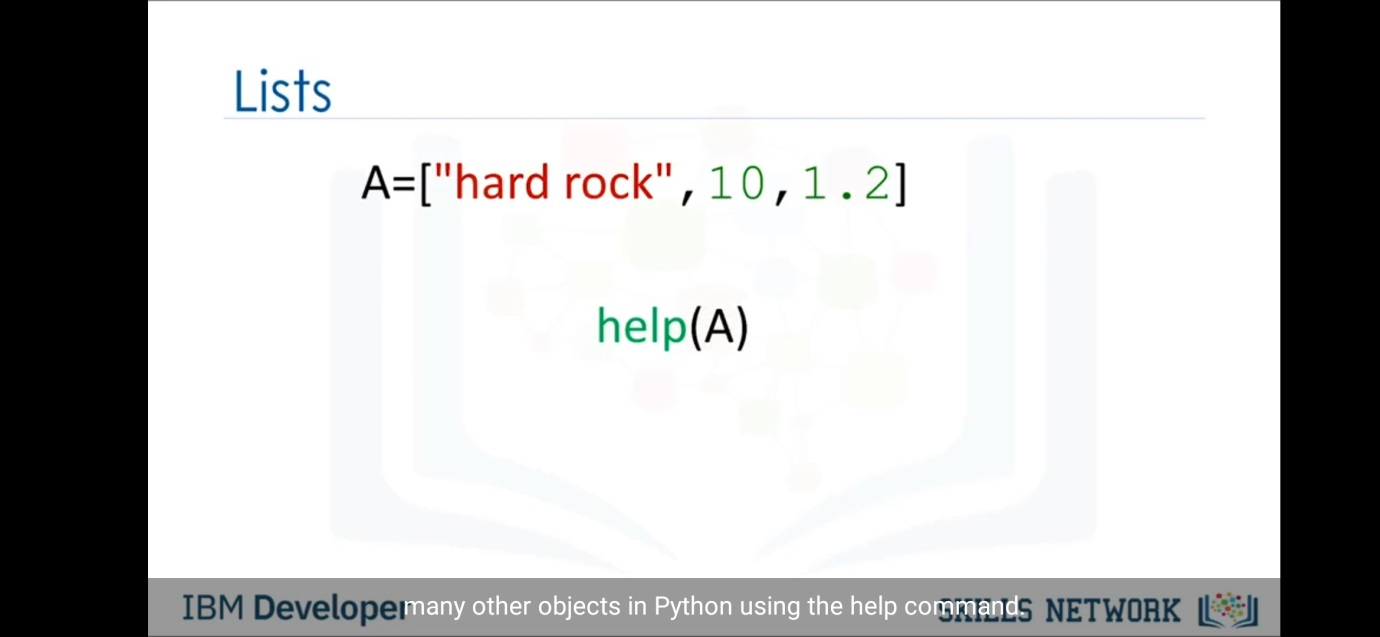 Lists
A=["hard rock",10,1.2]
help(A)
IBM Developer
many other objects in Python using the help command.
SKILLS NETWORK